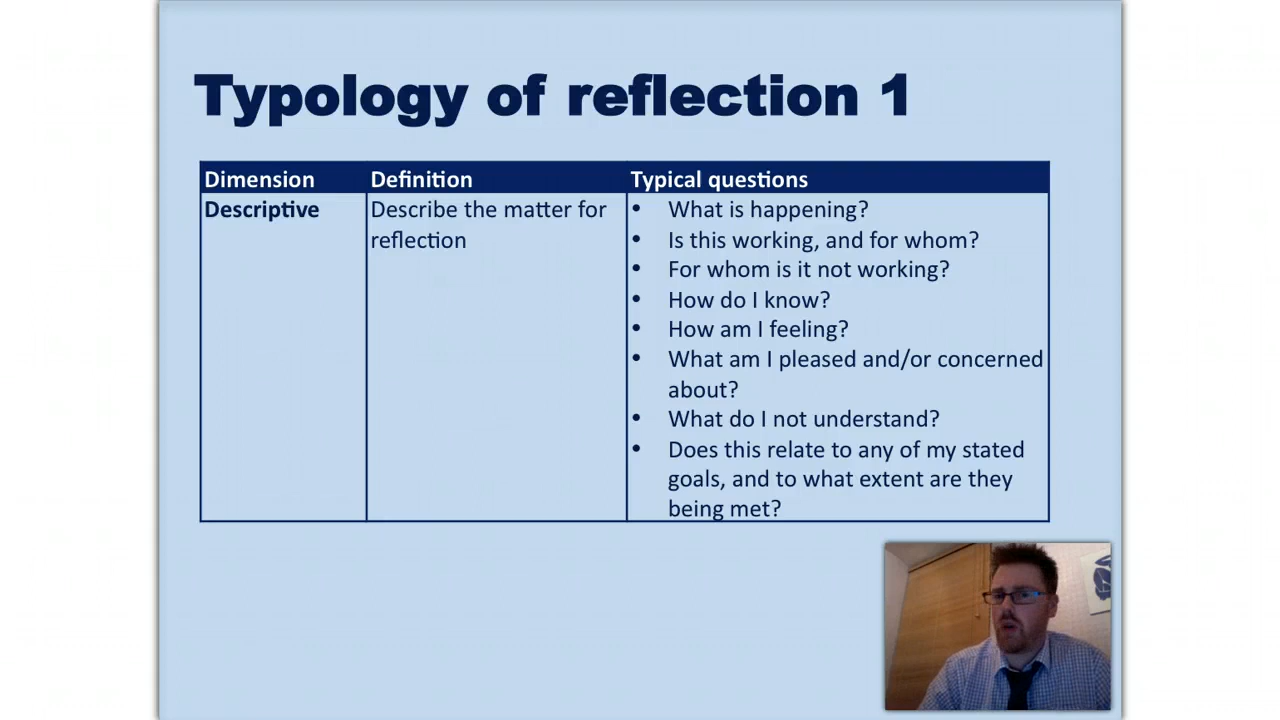 Typology of reflection 1
Dimension Definition Typical questions
Descriptive Describe the matter for reflection
• What is happening?
• Is this working, and for whom?
• For whom is it not working?
• How do I know?
• How am I feeling?
• What am I pleased and/or concerned
about?
• What do I not understand?
• Does this relate to any of my stated
goals, and to what extent are they
being met?